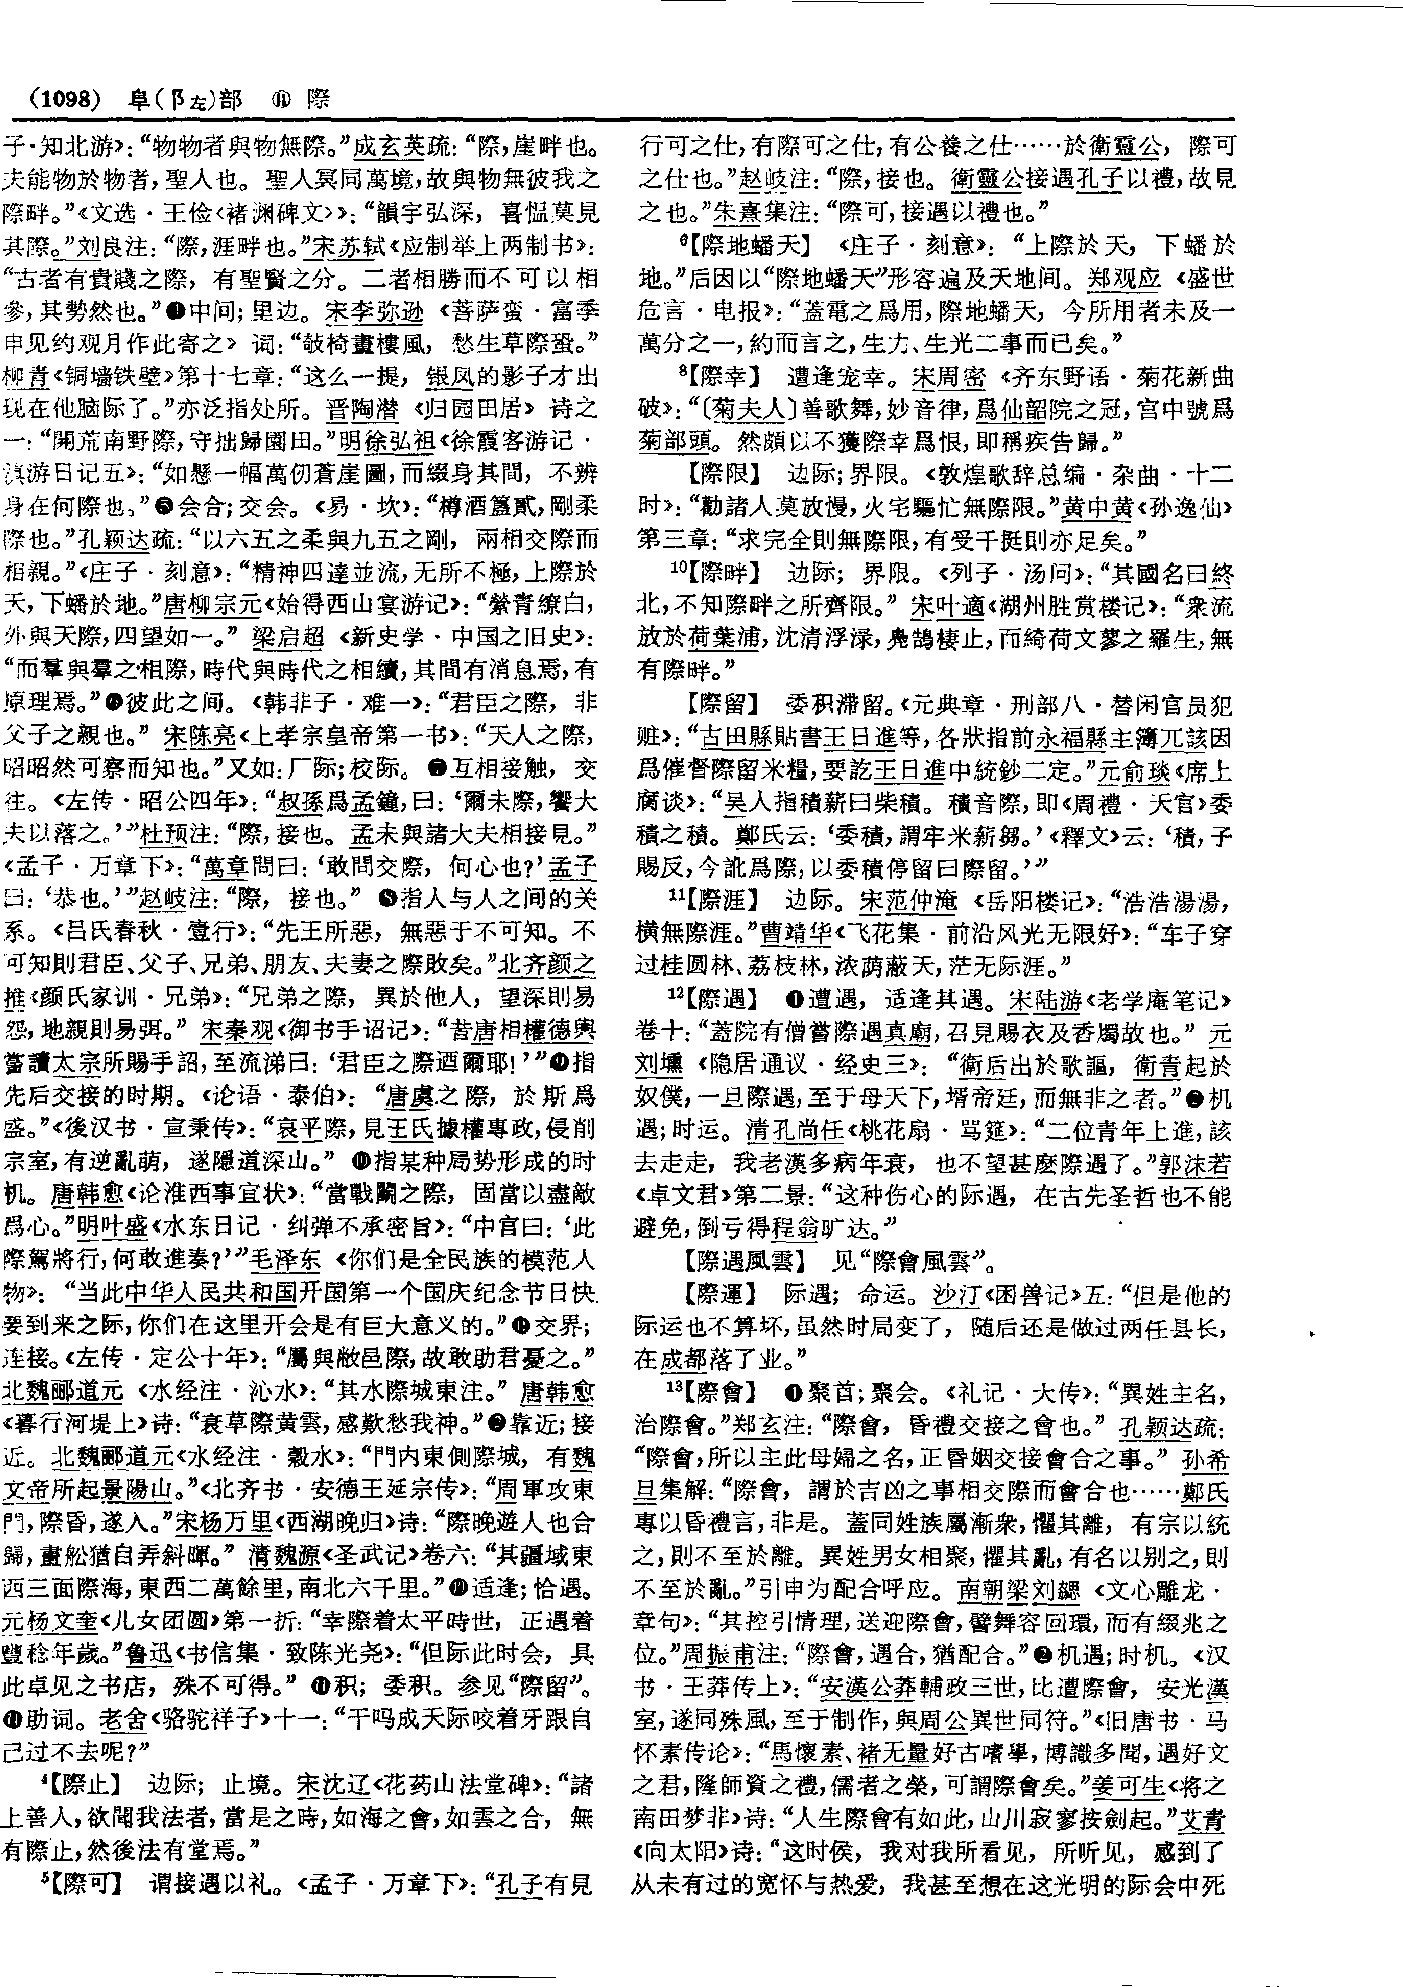 (1098) 阜(阝左)部 ⑪ 際
子·知北游》：“物物者與物無際。”成玄英疏：“際，崖畔也。
夫能物於物者，聖人也。聖人冥同萬境，故與物無彼我之
際畔。”《文选·王俭〈褚渊碑文〉》：“韻宇弘深，喜愠莫見
其際。”刘良注：“際，涯畔也。”宋苏轼《应制举上两制书》：
“古者有貴賤之際，有聖賢之分。二者相勝而不可以相
參，其勢然也。”❹中间；里边。宋李弥逊《菩萨蛮·富季
申见约观月作此寄之》词：“攲椅畫樓風，愁生草際蛩。”
柳青《铜墙铁壁》第十七章：“这么一提，银凤的影子才出
现在他脑际了。”亦泛指处所。晋陶潜《归园田居》诗之
一：“開荒南野際，守拙歸園田。”明徐弘祖《徐霞客游记·
滇游日记五》：“如懸一幅萬仞蒼崖圖，而綴身其間，不辨
身在何際也。”❺会合；交会。《易·坎》：“樽酒簋貳，剛柔
際也。”孔颖达疏：“以六五之柔與九五之剛，兩相交際而
相親。”《庄子·刻意》：“精神四達並流，无所不極，上際於
天，下蟠於地。”唐柳宗元《始得西山宴游记》：“縈青繚白，
外與天際，四望如一。”梁启超《新史学·中国之旧史》：
“而羣與羣之相際，時代與時代之相續，其間有消息焉，有
原理焉。”❻彼此之间。《韩非子·难一》：“君臣之際，非
父子之親也。”宋陈亮《上孝宗皇帝第一书》：“天人之際，
昭昭然可察而知也。”又如：厂际；校际。❼互相接触，交
往。《左传·昭公四年》：“叔孫爲孟鐘，曰：‘爾未際，饗大
夫以落之。’”杜预注：“際，接也。孟未與諸大夫相接見。”
《孟子·万章下》：“萬章問曰：‘敢問交際，何心也？’孟子
曰：‘恭也。’”赵岐注：“際，接也。”❽指人与人之间的关
系。《吕氏春秋·壹行》：“先王所惡，無惡于不可知。不
可知則君臣、父子、兄弟、朋友、夫妻之際敗矣。”北齐颜之
推《颜氏家训·兄弟》：“兄弟之際，異於他人，望深則易
怨，地親則易弭。”宋秦观《御书手诏记》：“昔唐相權德輿
嘗讀太宗所賜手詔，至流涕曰：‘君臣之際迺爾耶！’”❾指
先后交接的时期。《论语·泰伯》：“唐虞之際，於斯爲
盛。”《後汉书·宣秉传》：“哀平際，見王氏據權專政，侵削
宗室，有逆亂萌，遂隱遁深山。”❿指某种局势形成的时
机。唐韩愈《论淮西事宜状》：“當戰鬭之際，固當以盡敵
爲心。”明叶盛《水东日记·纠弹不承密旨》：“中官曰：‘此
際駕將行，何敢進奏？’”毛泽东《你们是全民族的模范人
物》：“当此中华人民共和国开国第一个国庆纪念节日快
要到来之际，你们在这里开会是有巨大意义的。”⓫交界；
连接。《左传·定公十年》：“屬與敝邑際，故敢助君憂之。”
北魏郦道元《水经注·沁水》：“其水際城東注。”唐韩愈
《暮行河堤上》诗：“衰草際黄雲，感歎愁我神。”⓬靠近；接
近。北魏郦道元《水经注·穀水》：“門内東側際城，有魏
文帝所起景陽山。”《北齐书·安德王延宗传》：“周軍攻東
門，際昏，遂入。”宋杨万里《西湖晚归》诗：“際晚遊人也合
歸，畫舩猶自弄斜暉。”清魏源《圣武记》卷六：“其疆域東
西三面際海，東西二萬餘里，南北六千里。”⓭适逢；恰遇。
元杨文奎《儿女团圆》第一折：“幸際着太平時世，正遇着
豐稔年歲。”鲁迅《书信集·致陈光尧》：“但际此时会，具
此卓见之书店，殊不可得。”⓮积；委积。参见“際留”。
⓯助词。老舍《骆驼祥子》十一：“干吗成天际咬着牙跟自
己过不去呢？”
⁴【際止】 边际；止境。宋沈辽《花药山法堂碑》：“諸
上善人，欲聞我法者，當是之時，如海之會，如雲之合，無
有際止，然後法有堂焉。”
⁵【際可】 谓接遇以礼。《孟子·万章下》：“孔子有見
行可之仕，有際可之仕，有公養之仕……於衛靈公，際可
之仕也。”赵岐注：“際，接也。衛靈公接遇孔子以禮，故見
之也。”朱熹集注：“際可，接遇以禮也。”
⁶【際地蟠天】 《庄子·刻意》：“上際於天，下蟠於
地。”后因以“際地蟠天”形容遍及天地间。郑观应《盛世
危言·电报》：“蓋電之爲用，際地蟠天，今所用者未及一
萬分之一，約而言之，生力、生光二事而已矣。”
⁸【際幸】 遭逢宠幸。宋周密《齐东野语·菊花新曲
破》：“〔菊夫人〕善歌舞，妙音律，爲仙韶院之冠，宫中號爲
菊部頭。然頗以不獲際幸爲恨，即稱疾告歸。”
【際限】 边际；界限。《敦煌歌辞总编·杂曲·十二
时》：“勸諸人莫放慢，火宅驅忙無際限。”黄中黄《孙逸仙》
第三章：“求完全則無際限，有受千挺則亦足矣。”
¹⁰【際畔】 边际；界限。《列子·汤问》：“其國名曰終
北，不知際畔之所齊限。”宋叶適《湖州胜赏楼记》：“衆流
放於荷葉浦，沈清浮渌，鳧鵠棲止，而綺荷文蓼之羅生，無
有際畔。”
【際留】 委积滞留。《元典章·刑部八·替闲官员犯
赃》：“古田縣貼書王日進等，各狀指前永福縣主簿兀該因
爲催督際留米糧，要訖王日進中統鈔二定。”元俞琰《席上
腐谈》：“吴人指積薪曰柴積。積音際，即《周禮·天官》委
積之積。鄭氏云：‘委積，謂牢米薪芻。’《釋文》云：‘積，子
賜反，今訛爲際，以委積停留曰際留。’”
¹¹【際涯】 边际。宋范仲淹《岳阳楼记》：“浩浩湯湯，
横無際涯。”曹靖华《飞花集·前沿风光无限好》：“车子穿
过桂圆林、荔枝林，浓荫蔽天，茫无际涯。”
¹²【際遇】 ❶遭遇，适逢其遇。宋陆游《老学庵笔记》
卷十：“蓋院有僧嘗際遇真廟，召見賜衣及香燭故也。”元
刘壎《隐居通议·经史三》：“衛后出於歌謳，衛青起於
奴僕，一旦際遇，至于母天下，壻帝廷，而無非之者。”❷机
遇；时运。清孔尚任《桃花扇·骂筵》：“二位青年上進，該
去走走，我老漢多病年衰，也不望甚麽際遇了。”郭沫若
《卓文君》第二景：“这种伤心的际遇，在古先圣哲也不能
避免，倒亏得程翁旷达。”
【際遇風雲】 见“際會風雲”。
【際運】 际遇；命运。沙汀《困兽记》五：“但是他的
际运也不算坏，虽然时局变了，随后还是做过两任县长，
在成都落了业。”
¹³【際會】 ❶聚首；聚会。《礼记·大传》：“異姓主名，
治際會。”郑玄注：“際會，昏禮交接之會也。”孔颖达疏：
“際會，所以主此母婦之名，正昏姻交接會合之事。”孙希
旦集解：“際會，謂於吉凶之事相交際而會合也……鄭氏
專以昏禮言，非是。蓋同姓族屬漸衆，懼其離，有宗以統
之，則不至於離。異姓男女相聚，懼其亂，有名以别之，則
不至於亂。”引申为配合呼应。南朝梁刘勰《文心雕龙·
章句》：“其控引情理，送迎際會，譬舞容回環，而有綴兆之
位。”周振甫注：“際會，遇合，猶配合。”❷机遇；时机。《汉
书·王莽传上》：“安漢公莽輔政三世，比遭際會，安光漢
室，遂同殊風，至于制作，與周公異世同符。”《旧唐书·马
怀素传论》：“馬懷素、褚无量好古嗜學，博識多聞，遇好文
之君，隆師資之禮，儒者之榮，可謂際會矣。”姜可生《将之
南田梦非》诗：“人生際會有如此，山川寂寥按劍起。”艾青
《向太阳》诗：“这时侯，我对我所看见，所听见，感到了
从未有过的宽怀与热爱，我甚至想在这光明的际会中死